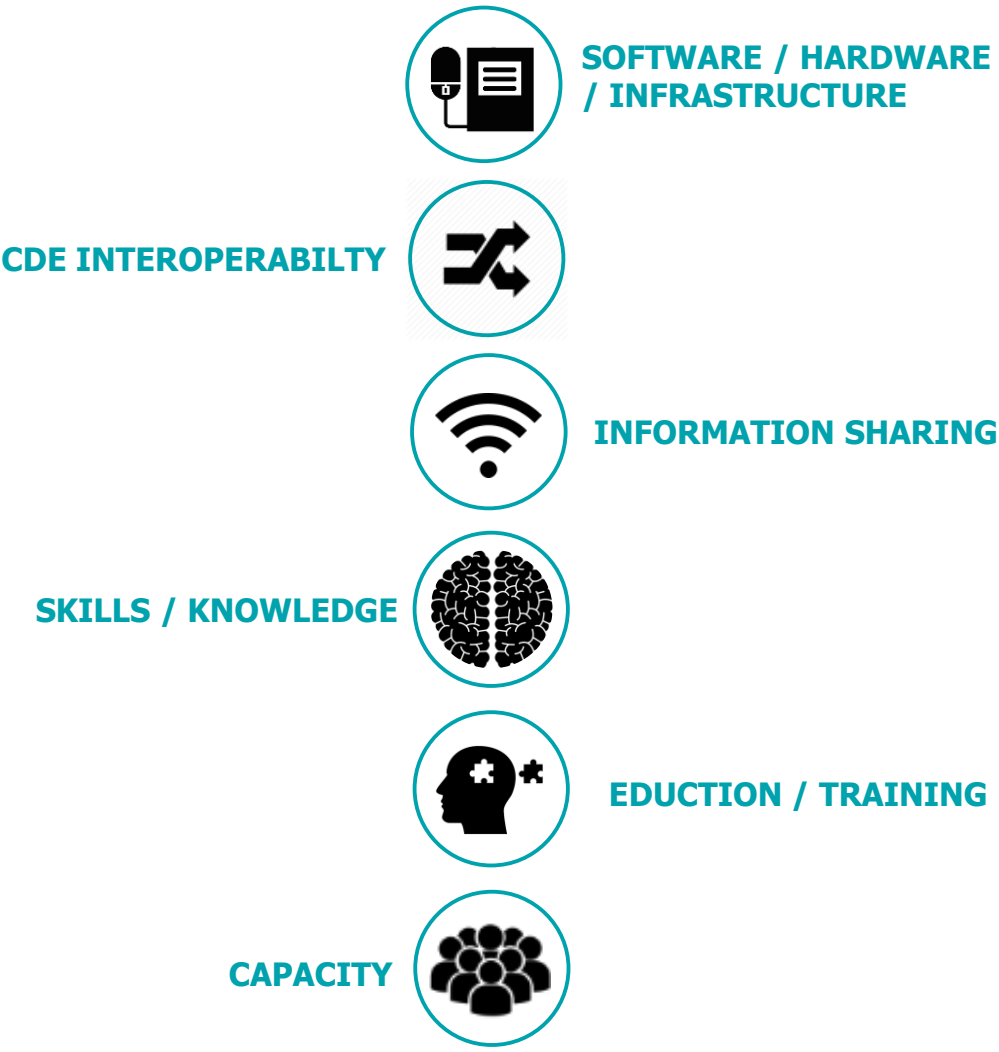 SOFTWARE / HARDWARE
/ INFRASTRUCTURE
CDE INTEROPERABILTY
INFORMATION SHARING
SKILLS / KNOWLEDGE
EDUCTION / TRAINING
CAPACITY